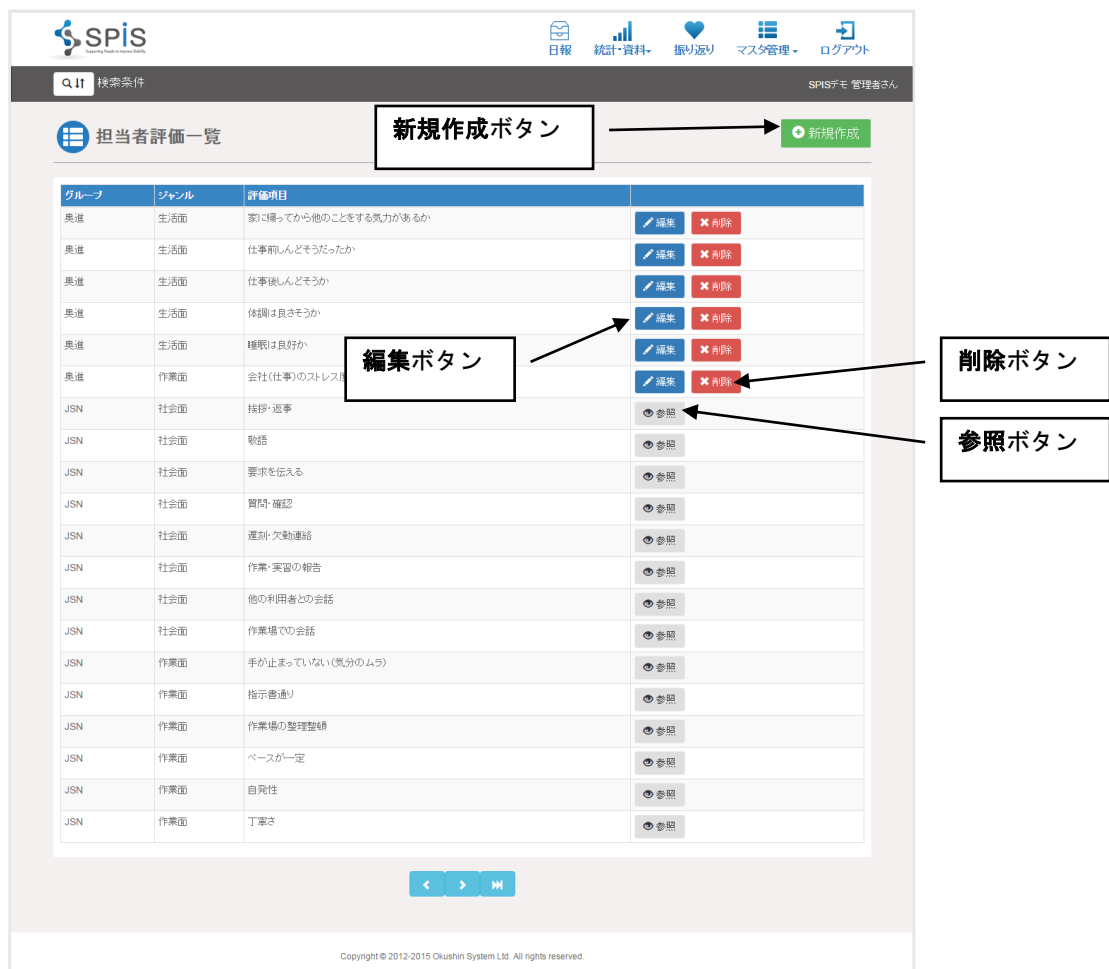 SPIS
Supporting People to Improve Stability
日報 統計・資料 振り返り マスタ管理 ログアウト
検索条件 SPISデモ 管理者さん
担当者評価一覧 新規作成ボタン 新規作成
グループ ジャンル 評価項目
奥進 生活面 家に帰ってから他のことをする気力があるか 編集 削除
奥進 生活面 仕事前しんどそうだったか 編集 削除
奥進 生活面 仕事後しんどそうか 編集 削除
奥進 生活面 体調は良さそうか 編集 削除
奥進 生活面 睡眠は良好か 編集 削除
編集ボタン
削除ボタン
奥進 作業面 会社(仕事)のストレス 編集 削除
JSN 社会面 挨拶・返事 参照
参照ボタン
JSN 社会面 敬語 参照
JSN 社会面 要求を伝える 参照
JSN 社会面 質問・確認 参照
JSN 社会面 遅刻・欠勤連絡 参照
JSN 社会面 作業・実習の報告 参照
JSN 社会面 他の利用者との会話 参照
JSN 社会面 作業場での会話 参照
JSN 作業面 手が止まっていない(気分のムラ) 参照
JSN 作業面 指示書通り 参照
JSN 作業面 作業場の整理整頓 参照
JSN 作業面 ペースが一定 参照
JSN 作業面 自発性 参照
JSN 作業面 丁寧さ 参照
Copyright © 2012-2015 Okushin System Ltd. All rights reserved.